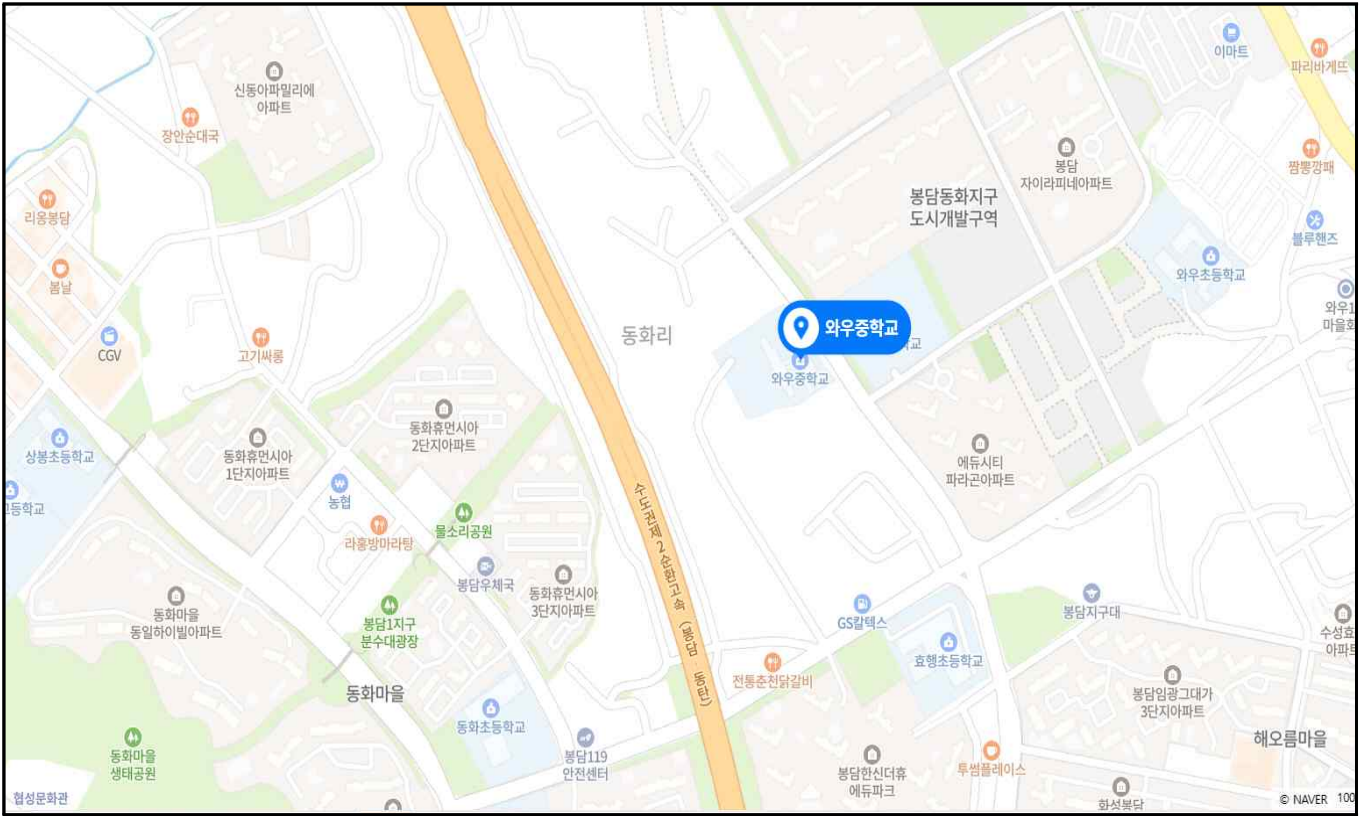 이마트
파리바게뜨
신동아파밀리에
아파트
장안순대국
봉담
자이라피네아파트
짬뽕깡패
리옹봉담
봉담동화지구
도시개발구역
블루핸즈
와우초등학교
봄날
와우1
마을회
동화리
와우중학교
학교
와우중학교
CGV
고기싸롱
동화휴먼시아
2단지아파트
상봉초등학교
동화휴먼시아
1단지아파트
에듀시티
파라곤아파트
농협
고등학교
물소리공원
라홍방마라탕
수도권제2순환고속 (봉담 · 동탄)
봉담우체국
동화휴먼시아
3단지아파트
동화마을
동일하이빌아파트
봉담1지구
분수대광장
GS칼텍스
봉담지구대
수성효
아파트
효행초등학교
전통춘천닭갈비
동화마을
봉담임광그대가
3단지아파트
동화초등학교
해오름마을
동화마을
생태공원
봉담119
안전센터
봉담한신더휴
에듀파크
투썸플레이스
협성문화관
화성봉담
© NAVER
100